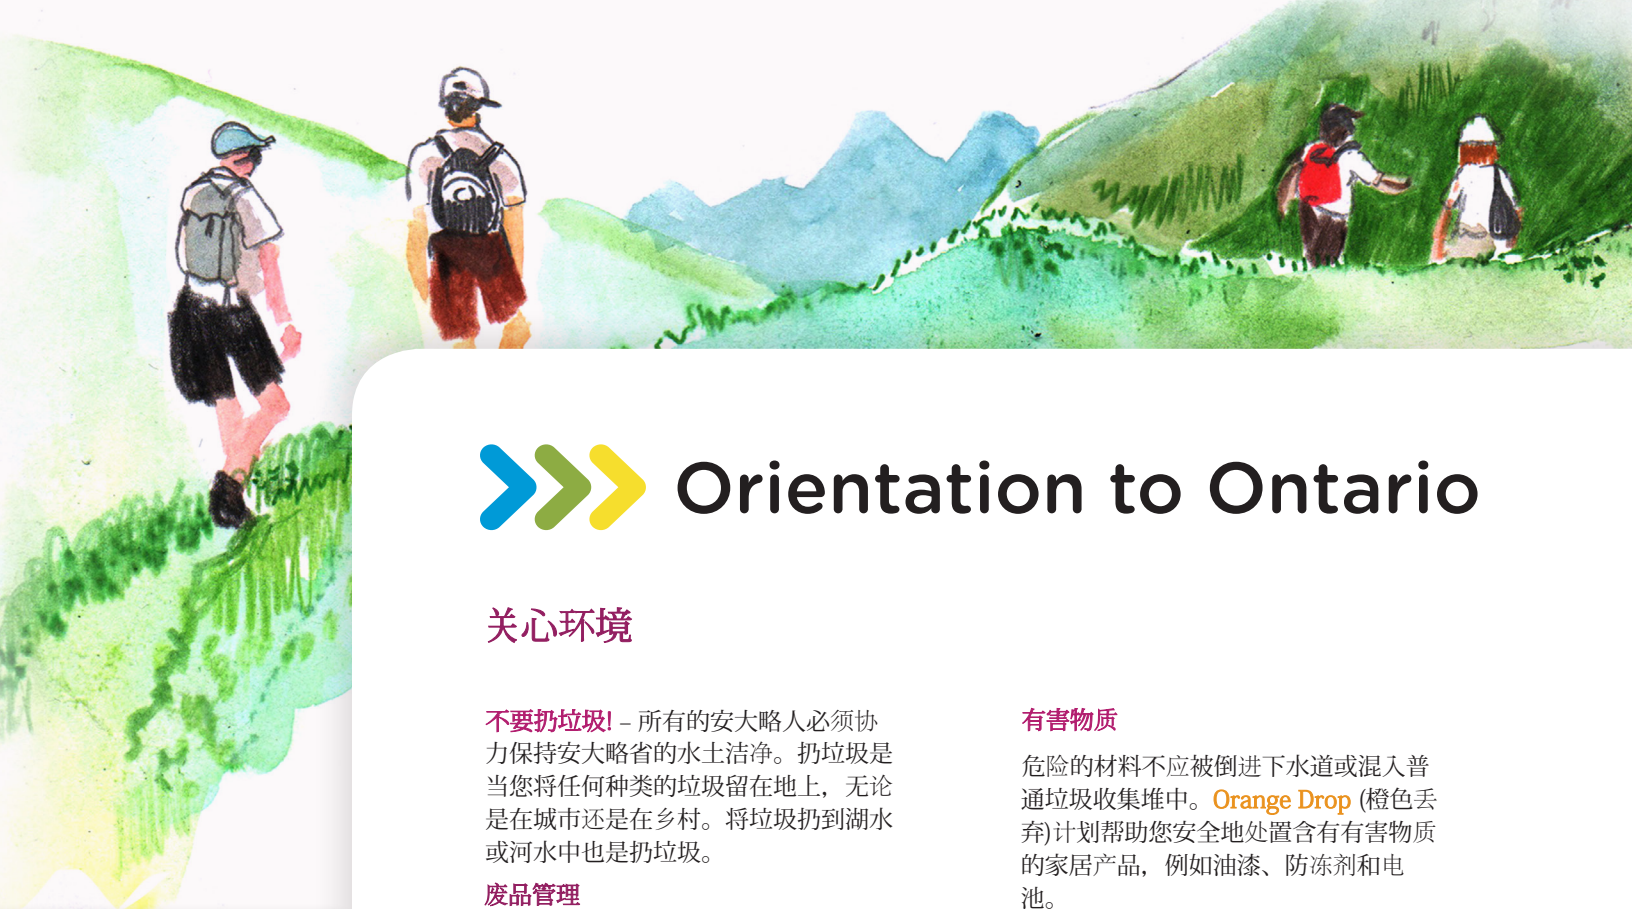 Orientation to Ontario
关心环境
不要扔垃圾! – 所有的安大略人必须协
力保持安大略省的水土洁净。扔垃圾是
当您将任何种类的垃圾留在地上，无论
是在城市还是在乡村。将垃圾扔到湖水
或河水中也是扔垃圾。
废品管理
有害物质
危险的材料不应被倒进下水道或混入普
通垃圾收集堆中。Orange Drop (橙色丢
弃)计划帮助您安全地处置含有有害物质
的家居产品，例如油漆、防冻剂和电
池。